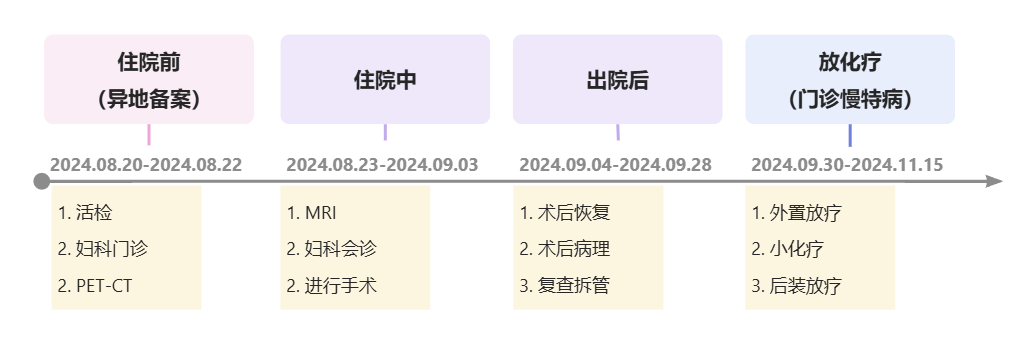 住院前
（异地备案）
住院中
出院后
放化疗
（门诊慢特病）
2024.08.20-2024.08.22
2024.08.23-2024.09.03
2024.09.04-2024.09.28
2024.09.30-2024.11.15
1. 活检
2. 妇科门诊
2. PET-CT
1. MRI
2. 妇科会诊
2. 进行手术
1. 术后恢复
2. 术后病理
3. 复查拆管
1. 外置放疗
2. 小化疗
3. 后装放疗